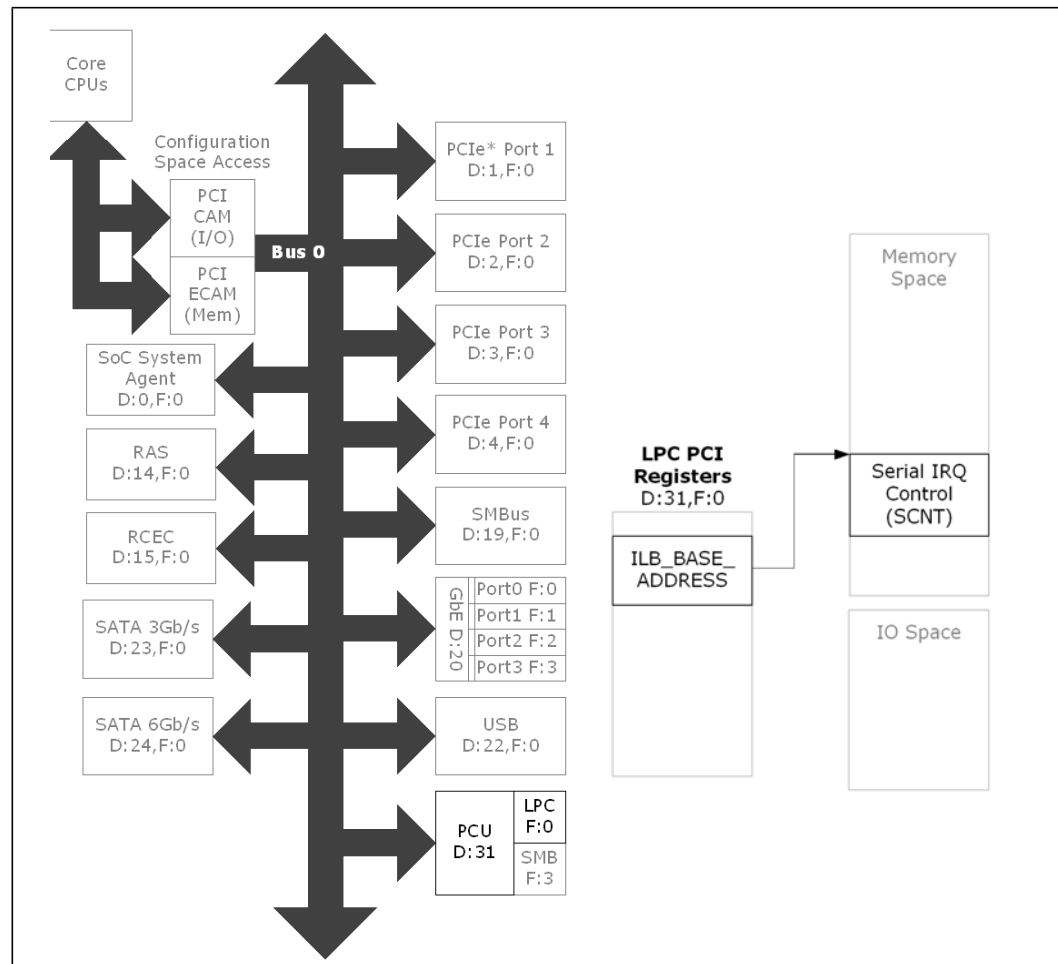 Core
CPUs
Configuration
Space Access
PCI
CAM
(I/O)
PCI
ECAM
(Mem)
Bus 0
SoC System
Agent
D:0,F:0
RAS
D:14,F:0
RCEC
D:15,F:0
SATA 3Gb/s
D:23,F:0
SATA 6Gb/s
D:24,F:0
PCIe* Port 1
D:1,F:0
PCIe Port 2
D:2,F:0
PCIe Port 3
D:3,F:0
PCIe Port 4
D:4,F:0
SMBus
D:19,F:0
GbE D:20
Port0 F:0
Port1 F:1
Port2 F:2
Port3 F:3
USB
D:22,F:0
PCU
D:31
LPC
F:0
SMB
F:3
LPC PCI
Registers
D:31,F:0
ILB_BASE_
ADDRESS
Memory
Space
Serial IRQ
Control
(SCNT)
IO Space